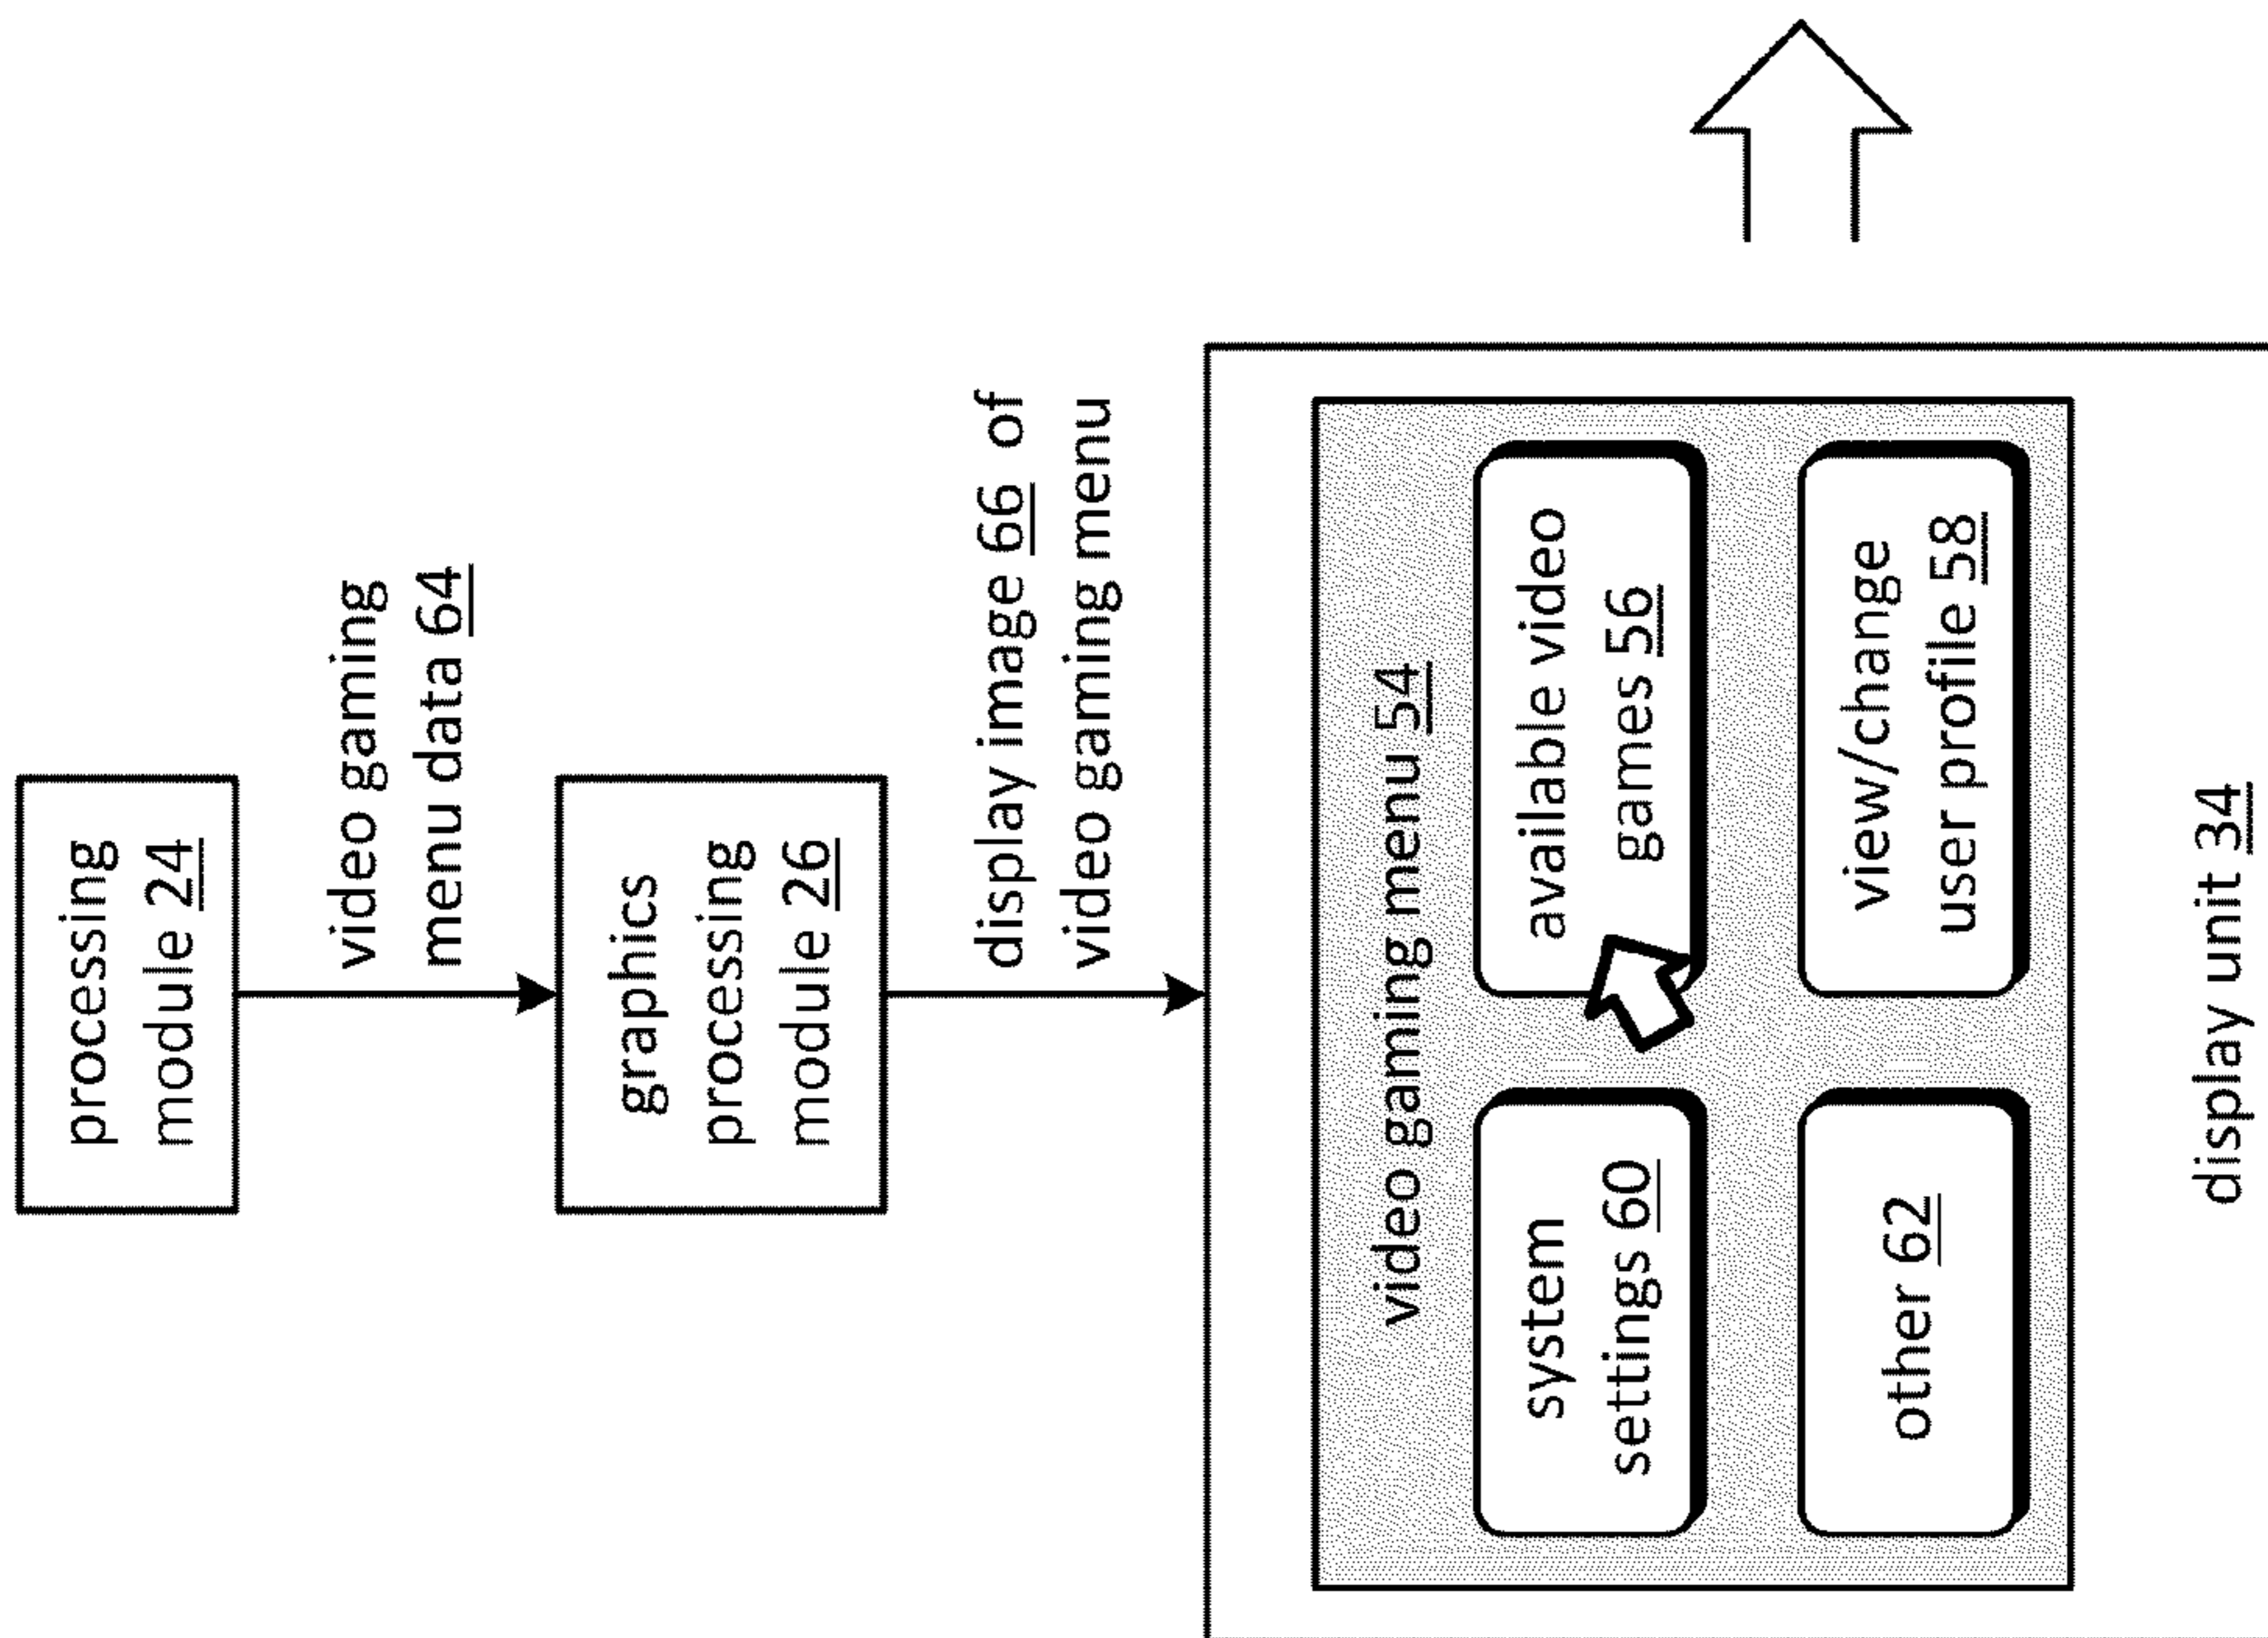 processing
module 24
video gaming
menu data 64
graphics
processing
module 26
display image 66 of
video gaming menu
video gaming menu 54
system
settings 60
available video
games 56
other 62
view/change
user profile 58
display unit 34